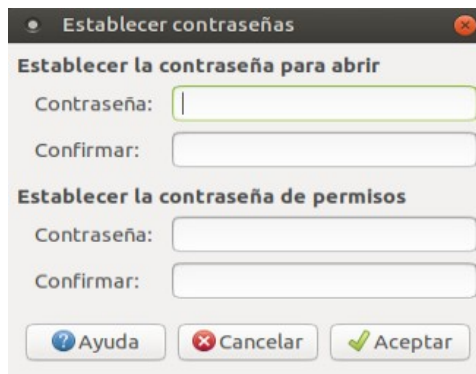 Establecer contraseñas
Establecer la contraseña para abrir
Contraseña:
Confirmar:
Establecer la contraseña de permisos
Contraseña:
Confirmar:
Ayuda Cancelar Aceptar